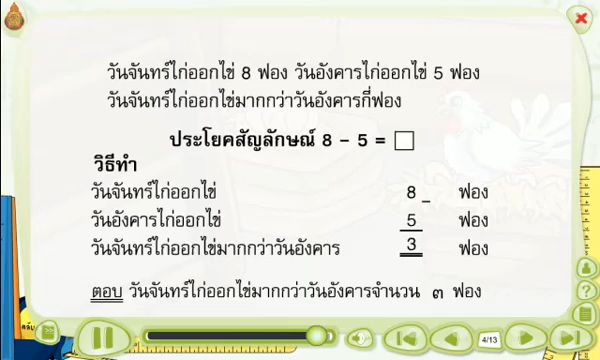 วันจันทร์ไก่ออกไข่ 8 ฟอง วันอังคารไก่ออกไข่ 5 ฟอง
วันจันทร์ไก่ออกไข่มากกว่าวันอังคารกี่ฟอง
ประโยคสัญลักษณ์ 8 – 5 = □
วิธีทำ
วันจันทร์ไก่ออกไข่ 8 – ฟอง
วันอังคารไก่ออกไข่ 5 ฟอง
วันจันทร์ไก่ออกไข่มากกว่าวันอังคาร 3 ฟอง
ตอบ วันจันทร์ไก่ออกไข่มากกว่าวันอังคารจำนวน ๓ ฟอง
4/13